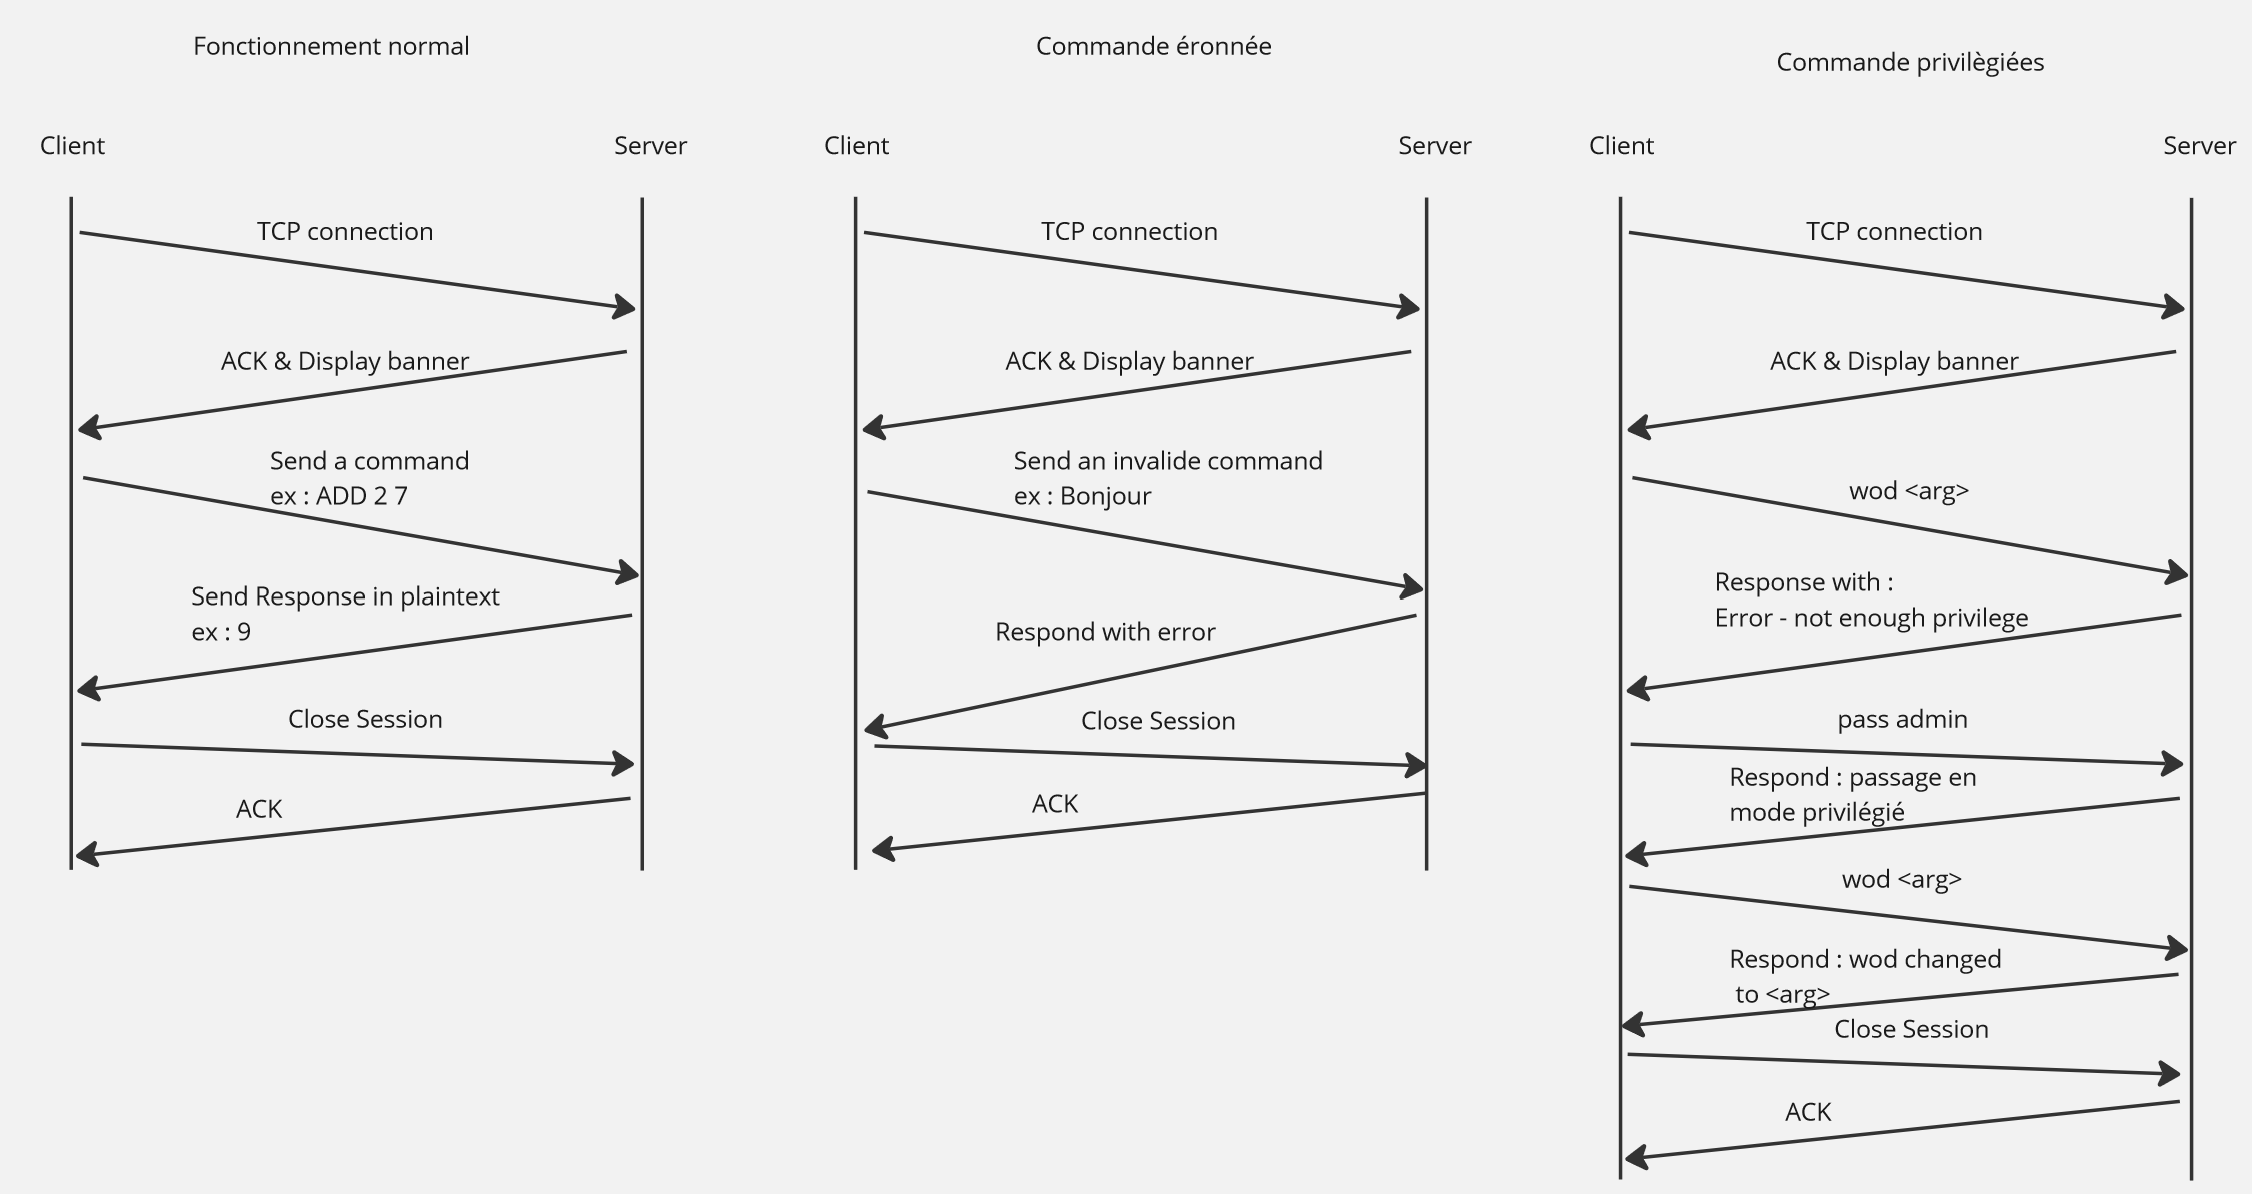 Fonctionnement normal
Client
Server
TCP connection
ACK & Display banner
Send a command
ex : ADD 2 7
Send Response in plaintext
ex : 9
Close Session
ACK
Commande éronnée
Client
Server
TCP connection
ACK & Display banner
Send an invalide command
ex : Bonjour
Respond with error
Close Session
ACK
Commande privilègiées
Client
Server
TCP connection
ACK & Display banner
wod <arg>
Response with :
Error - not enough privilege
pass admin
Respond : passage en
mode privilégié
wod <arg>
Respond : wod changed
to <arg>
Close Session
ACK